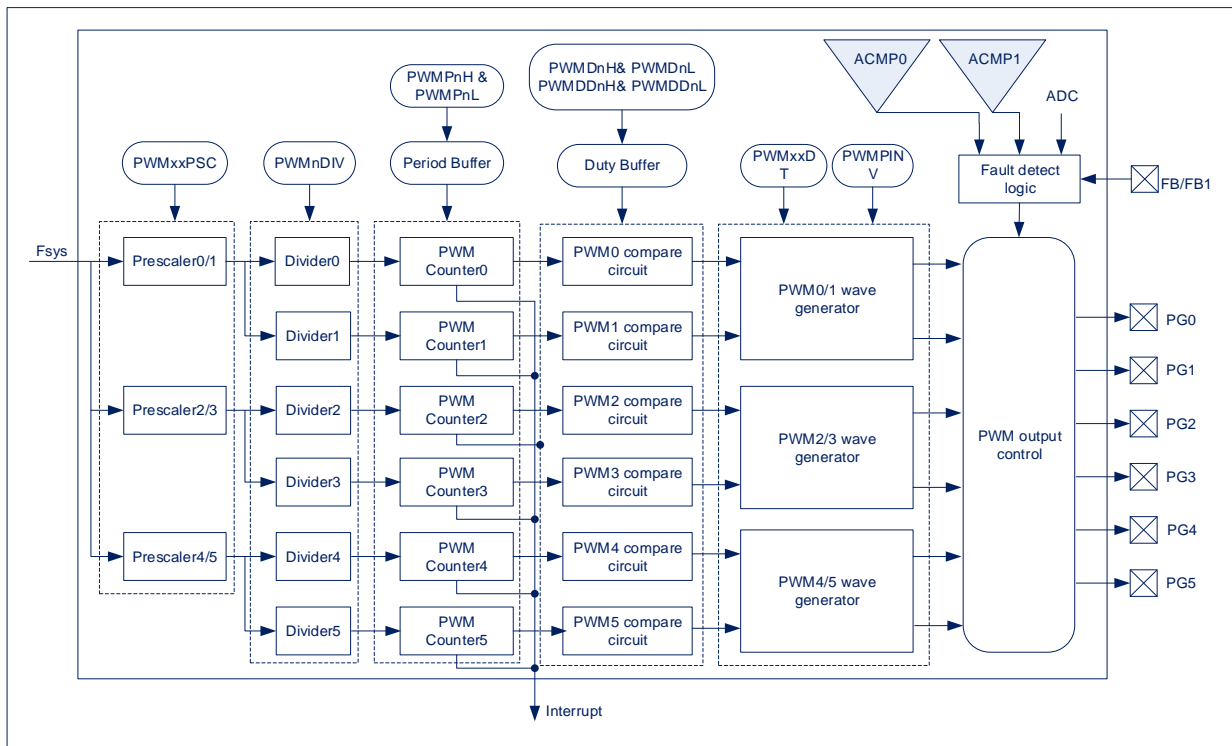 ACMP0
ACMP1
ADC
PWMPnH &
PWMPnL
PWMDnH& PWMDnL
PWMDDnH& PWMDDnL
PWMxxPSC
PWMnDIV
Period Buffer
Duty Buffer
PWMxxD
T
PWMPIN
V
Fault detect
logic
FB/FB1
Fsys
Prescaler0/1
Divider0
PWM
Counter0
PWM0 compare
circuit
PWM0/1 wave
generator
Divider1
PWM
Counter1
PWM1 compare
circuit
Prescaler2/3
Divider2
PWM
Counter2
PWM2 compare
circuit
PWM2/3 wave
generator
Divider3
PWM
Counter3
PWM3 compare
circuit
Prescaler4/5
Divider4
PWM
Counter4
PWM4 compare
circuit
PWM4/5 wave
generator
Divider5
PWM
Counter5
PWM5 compare
circuit
PWM output
control
PG0
PG1
PG2
PG3
PG4
PG5
Interrupt